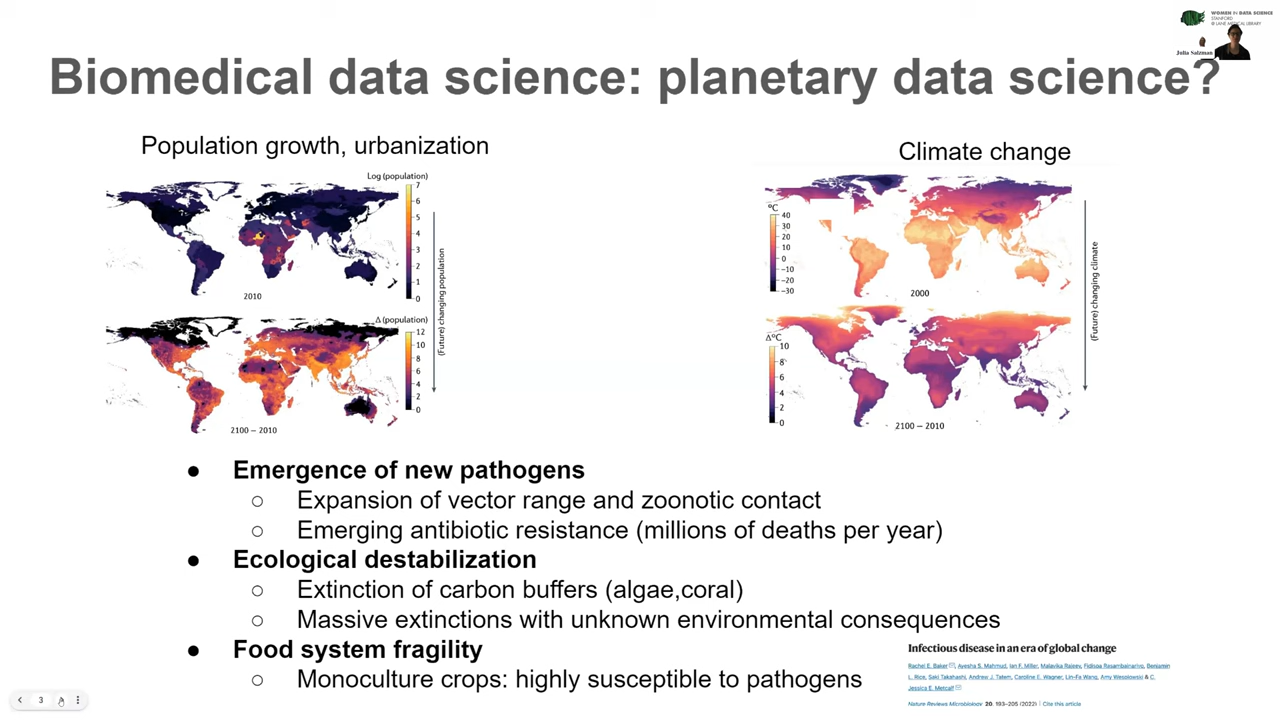 WOMEN IN DATA SCIENCE
STANFORD
@ LANE MEDICAL LIBRARY
Julia Salzman
Biomedical data science: planetary data science?
Population growth, urbanization
Log (population)
7
6
5
4
3
2
1
0
2010
Δ (population)
12
10
8
6
4
2
0
2100 – 2010
(Future) changing population
Climate change
°C
40
30
20
10
0
−10
−20
−30
2000
Δ°C
10
8
6
4
2
0
2100 – 2010
(Future) changing climate
● Emergence of new pathogens
○ Expansion of vector range and zoonotic contact
○ Emerging antibiotic resistance (millions of deaths per year)
● Ecological destabilization
○ Extinction of carbon buffers (algae,coral)
○ Massive extinctions with unknown environmental consequences
● Food system fragility
○ Monoculture crops: highly susceptible to pathogens
Infectious disease in an era of global change
Rachel E. Baker, Ayesha S. Mahmud, Ian F. Miller, Malavika Rajeev, Fidisoa Rasambainarivo, Benjamin
L. Rice, Saki Takahashi, Andrew J. Tatem, Caroline E. Wagner, Lin-Fa Wang, Amy Wesolowski & C.
Jessica E. Metcalf
Nature Reviews Microbiology 20, 193–205 (2022) | Cite this article
3